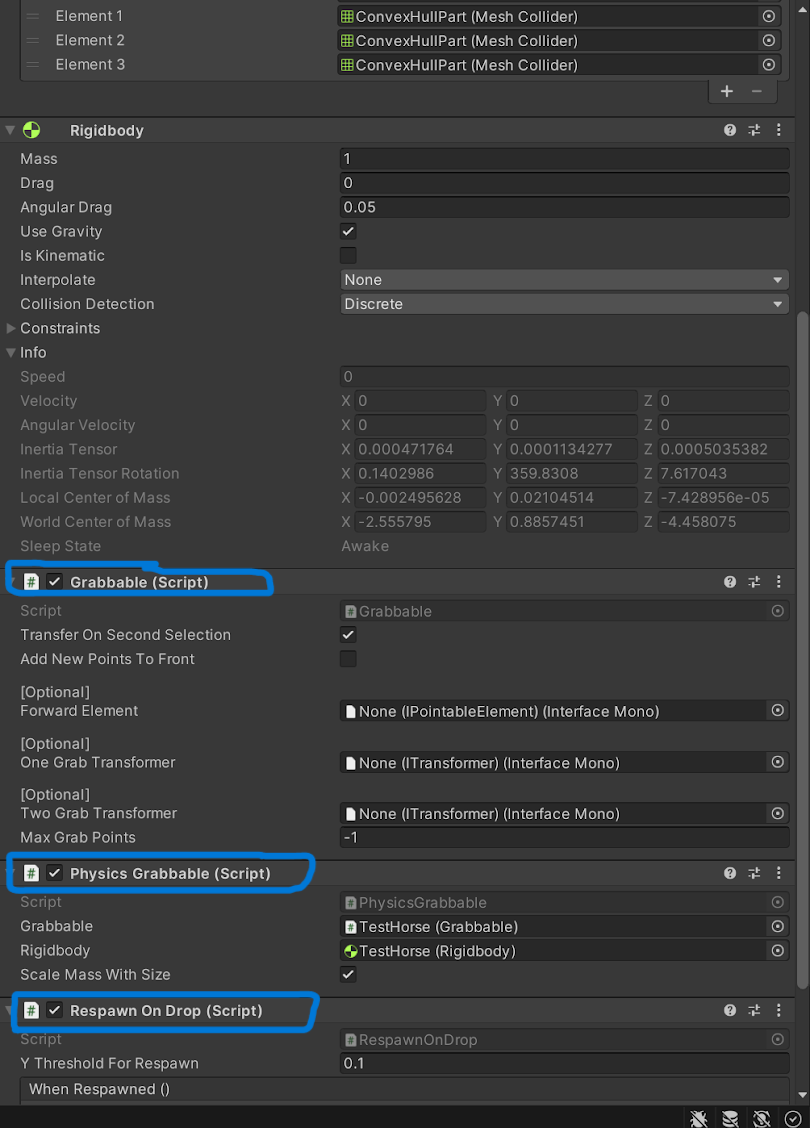 Element 1 ConvexHullPart (Mesh Collider)
Element 2 ConvexHullPart (Mesh Collider)
Element 3 ConvexHullPart (Mesh Collider)
Rigidbody
Mass 1
Drag 0
Angular Drag 0.05
Use Gravity
Is Kinematic
Interpolate None
Collision Detection Discrete
Constraints
Info
Speed 0
Velocity X 0 Y 0 Z 0
Angular Velocity X 0 Y 0 Z 0
Inertia Tensor X 0.000471764 Y 0.0001134277 Z 0.0005035382
Inertia Tensor Rotation X 0.1402986 Y 359.8308 Z 7.617043
Local Center of Mass X -0.002495628 Y 0.02104514 Z -7.428956e-05
World Center of Mass X -2.555795 Y 0.8857451 Z -4.458075
Sleep State Awake
# Grabbable (Script)
Script Grabbable
Transfer On Second Selection
Add New Points To Front
[Optional]
Forward Element None (IPointableElement) (Interface Mono)
[Optional]
One Grab Transformer None (ITransformer) (Interface Mono)
[Optional]
Two Grab Transformer None (ITransformer) (Interface Mono)
Max Grab Points -1
# Physics Grabbable (Script)
Script PhysicsGrabbable
Grabbable TestHorse (Grabbable)
Rigidbody TestHorse (Rigidbody)
Scale Mass With Size
# Respawn On Drop (Script)
Script RespawnOnDrop
Y Threshold For Respawn 0.1
When Respawned ()